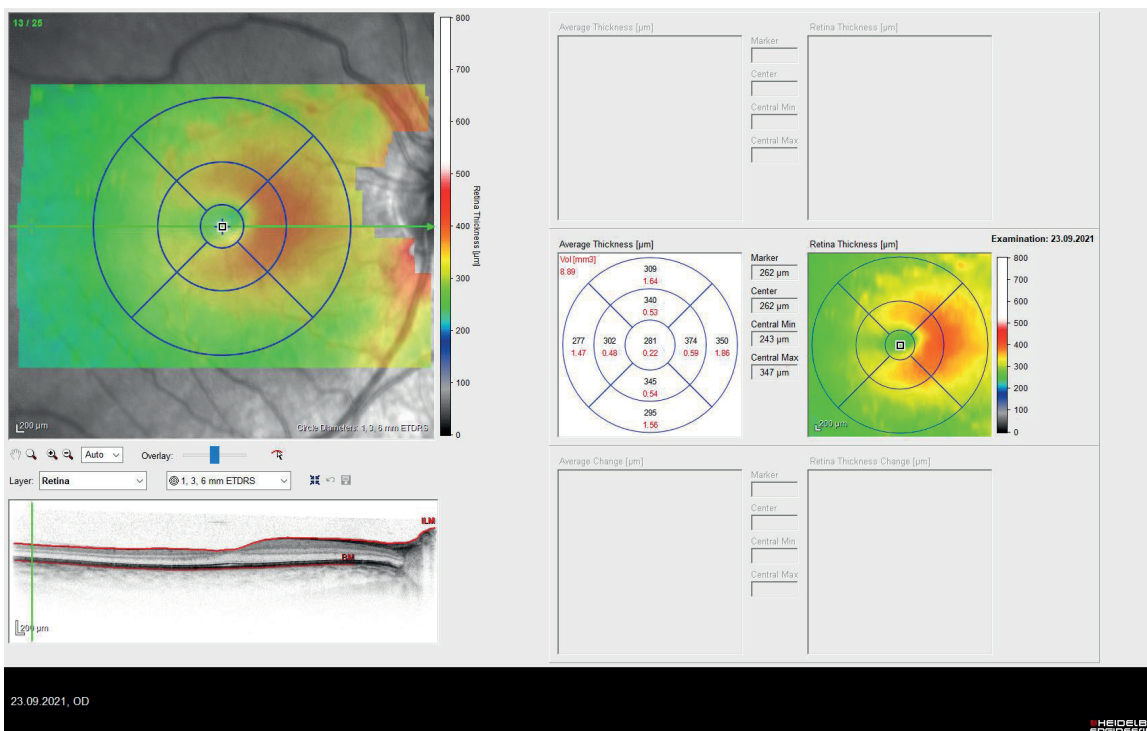 13 / 25
800
700
600
500
400
300
200
100
0
Retina Thickness [µm]
200 µm
Circle Diameters: 1, 3, 6 mm ETDRS
Auto
Overlay:
Layer: Retina
1, 3, 6 mm ETDRS
ILM
BM
200 µm
Average Thickness [µm]
Marker
Center
Central Min
Central Max
Retina Thickness [µm]
Average Thickness [µm]
Vol [mm3]
8.89
309
1.64
340
0.53
277 302 281 374 350
1.47 0.48 0.22 0.59 1.86
345
0.54
295
1.56
Marker
262 µm
Center
262 µm
Central Min
243 µm
Central Max
347 µm
Retina Thickness [µm]
Examination: 23.09.2021
800
700
600
500
400
300
200
100
0
200 µm
Average Change [µm]
Marker
Center
Central Min
Central Max
Retina Thickness Change [µm]
23.09.2021, OD